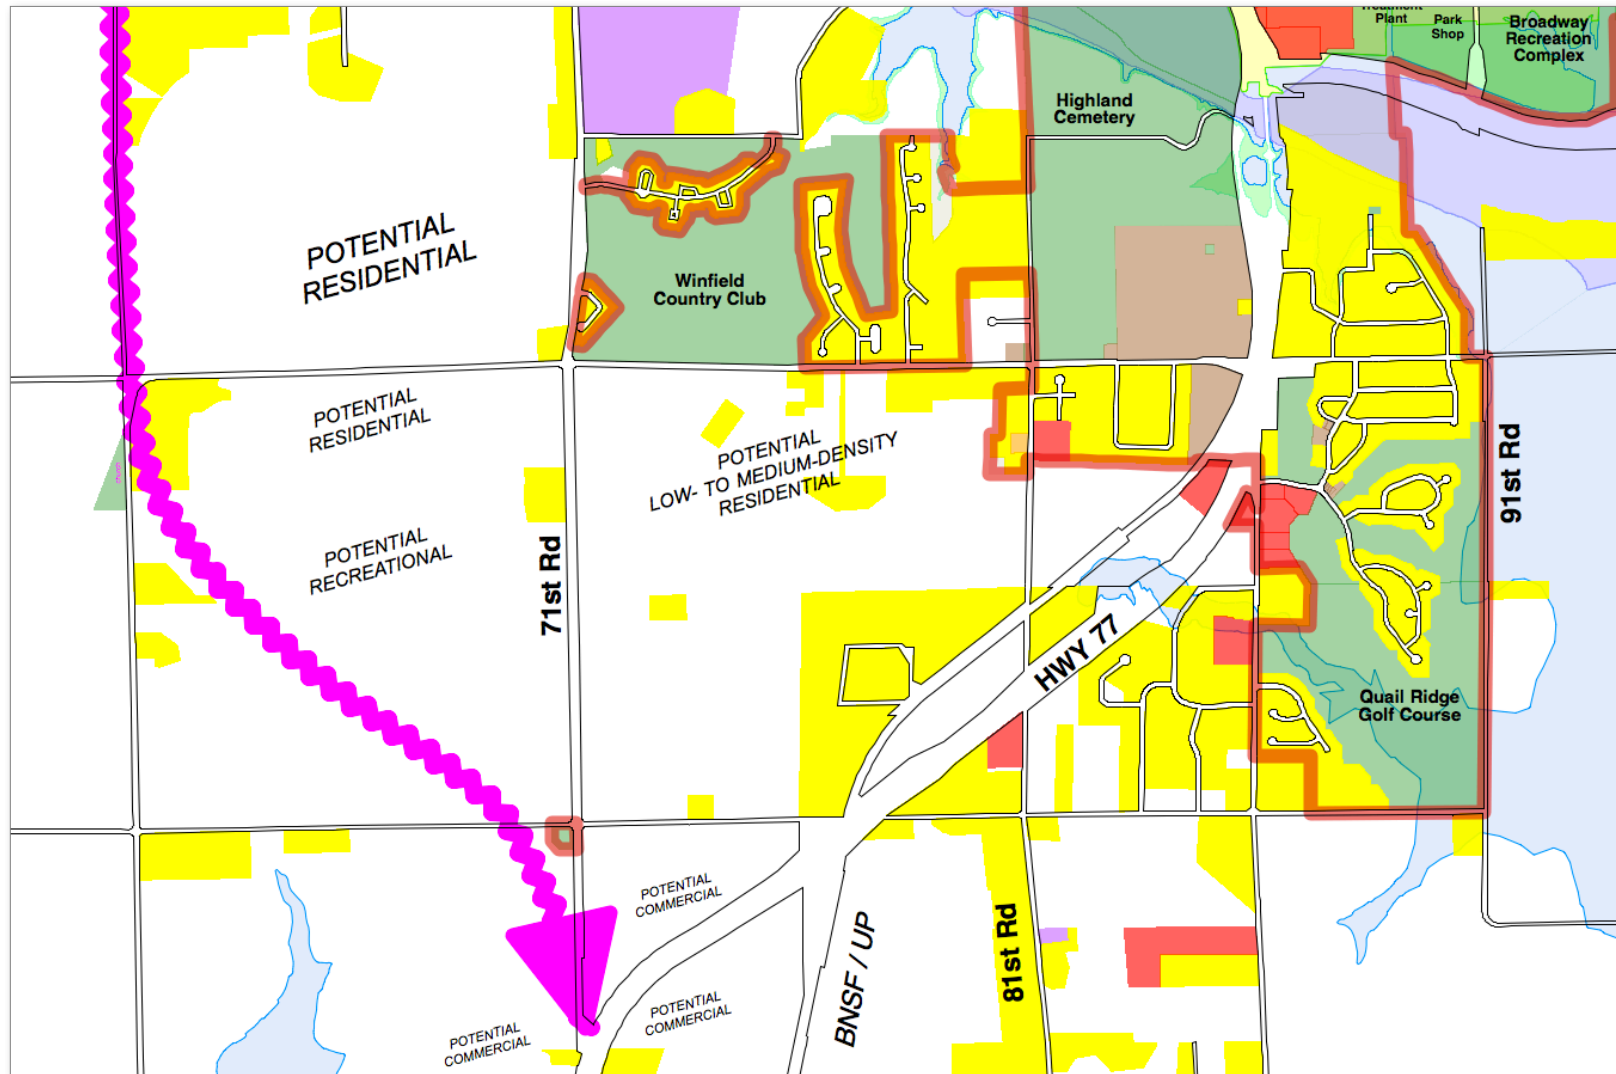 Treatment
Plant
Park
Shop
Broadway
Recreation
Complex
Highland
Cemetery
POTENTIAL
RESIDENTIAL
Winfield
Country Club
POTENTIAL
RESIDENTIAL
POTENTIAL
LOW- TO MEDIUM-DENSITY
RESIDENTIAL
church
91st Rd
POTENTIAL
RECREATIONAL
71st Rd
HWY 77
Quail Ridge
Golf Course
POTENTIAL
COMMERCIAL
BNSF / UP
81st Rd
POTENTIAL
COMMERCIAL
POTENTIAL
COMMERCIAL